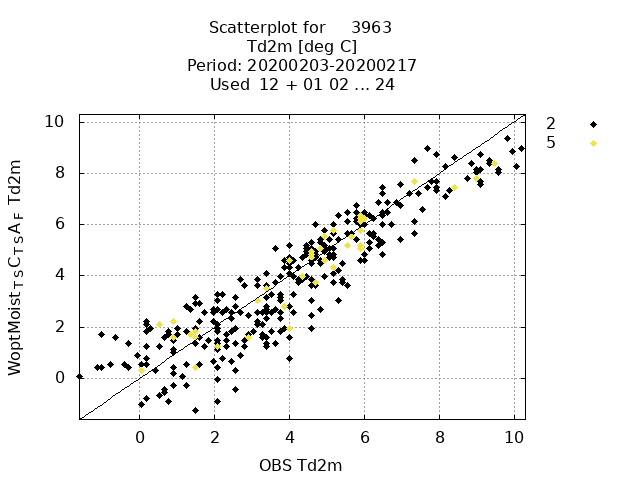 Scatterplot for 3963
Td2m [deg C]
Period: 20200203-20200217
Used 12 + 01 02 ... 24
2
5
10
8
6
4
2
0
WoptMoist_TSC_TSA_F Td2m
0 2 4 6 8 10
OBS Td2m